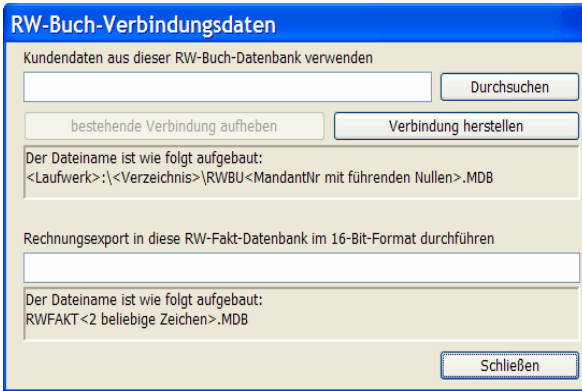 RW-Buch-Verbindungsdaten
Kundendaten aus dieser RW-Buch-Datenbank verwenden
Durchsuchen
bestehende Verbindung aufheben
Verbindung herstellen
Der Dateiname ist wie folgt aufgebaut:
<Laufwerk>:\<Verzeichnis>\RWBU<MandantNr mit führenden Nullen>.MDB
Rechnungsexport in diese RW-Fakt-Datenbank im 16-Bit-Format durchführen
Der Dateiname ist wie folgt aufgebaut:
RWFAKT<2 beliebige Zeichen>.MDB
Schließen